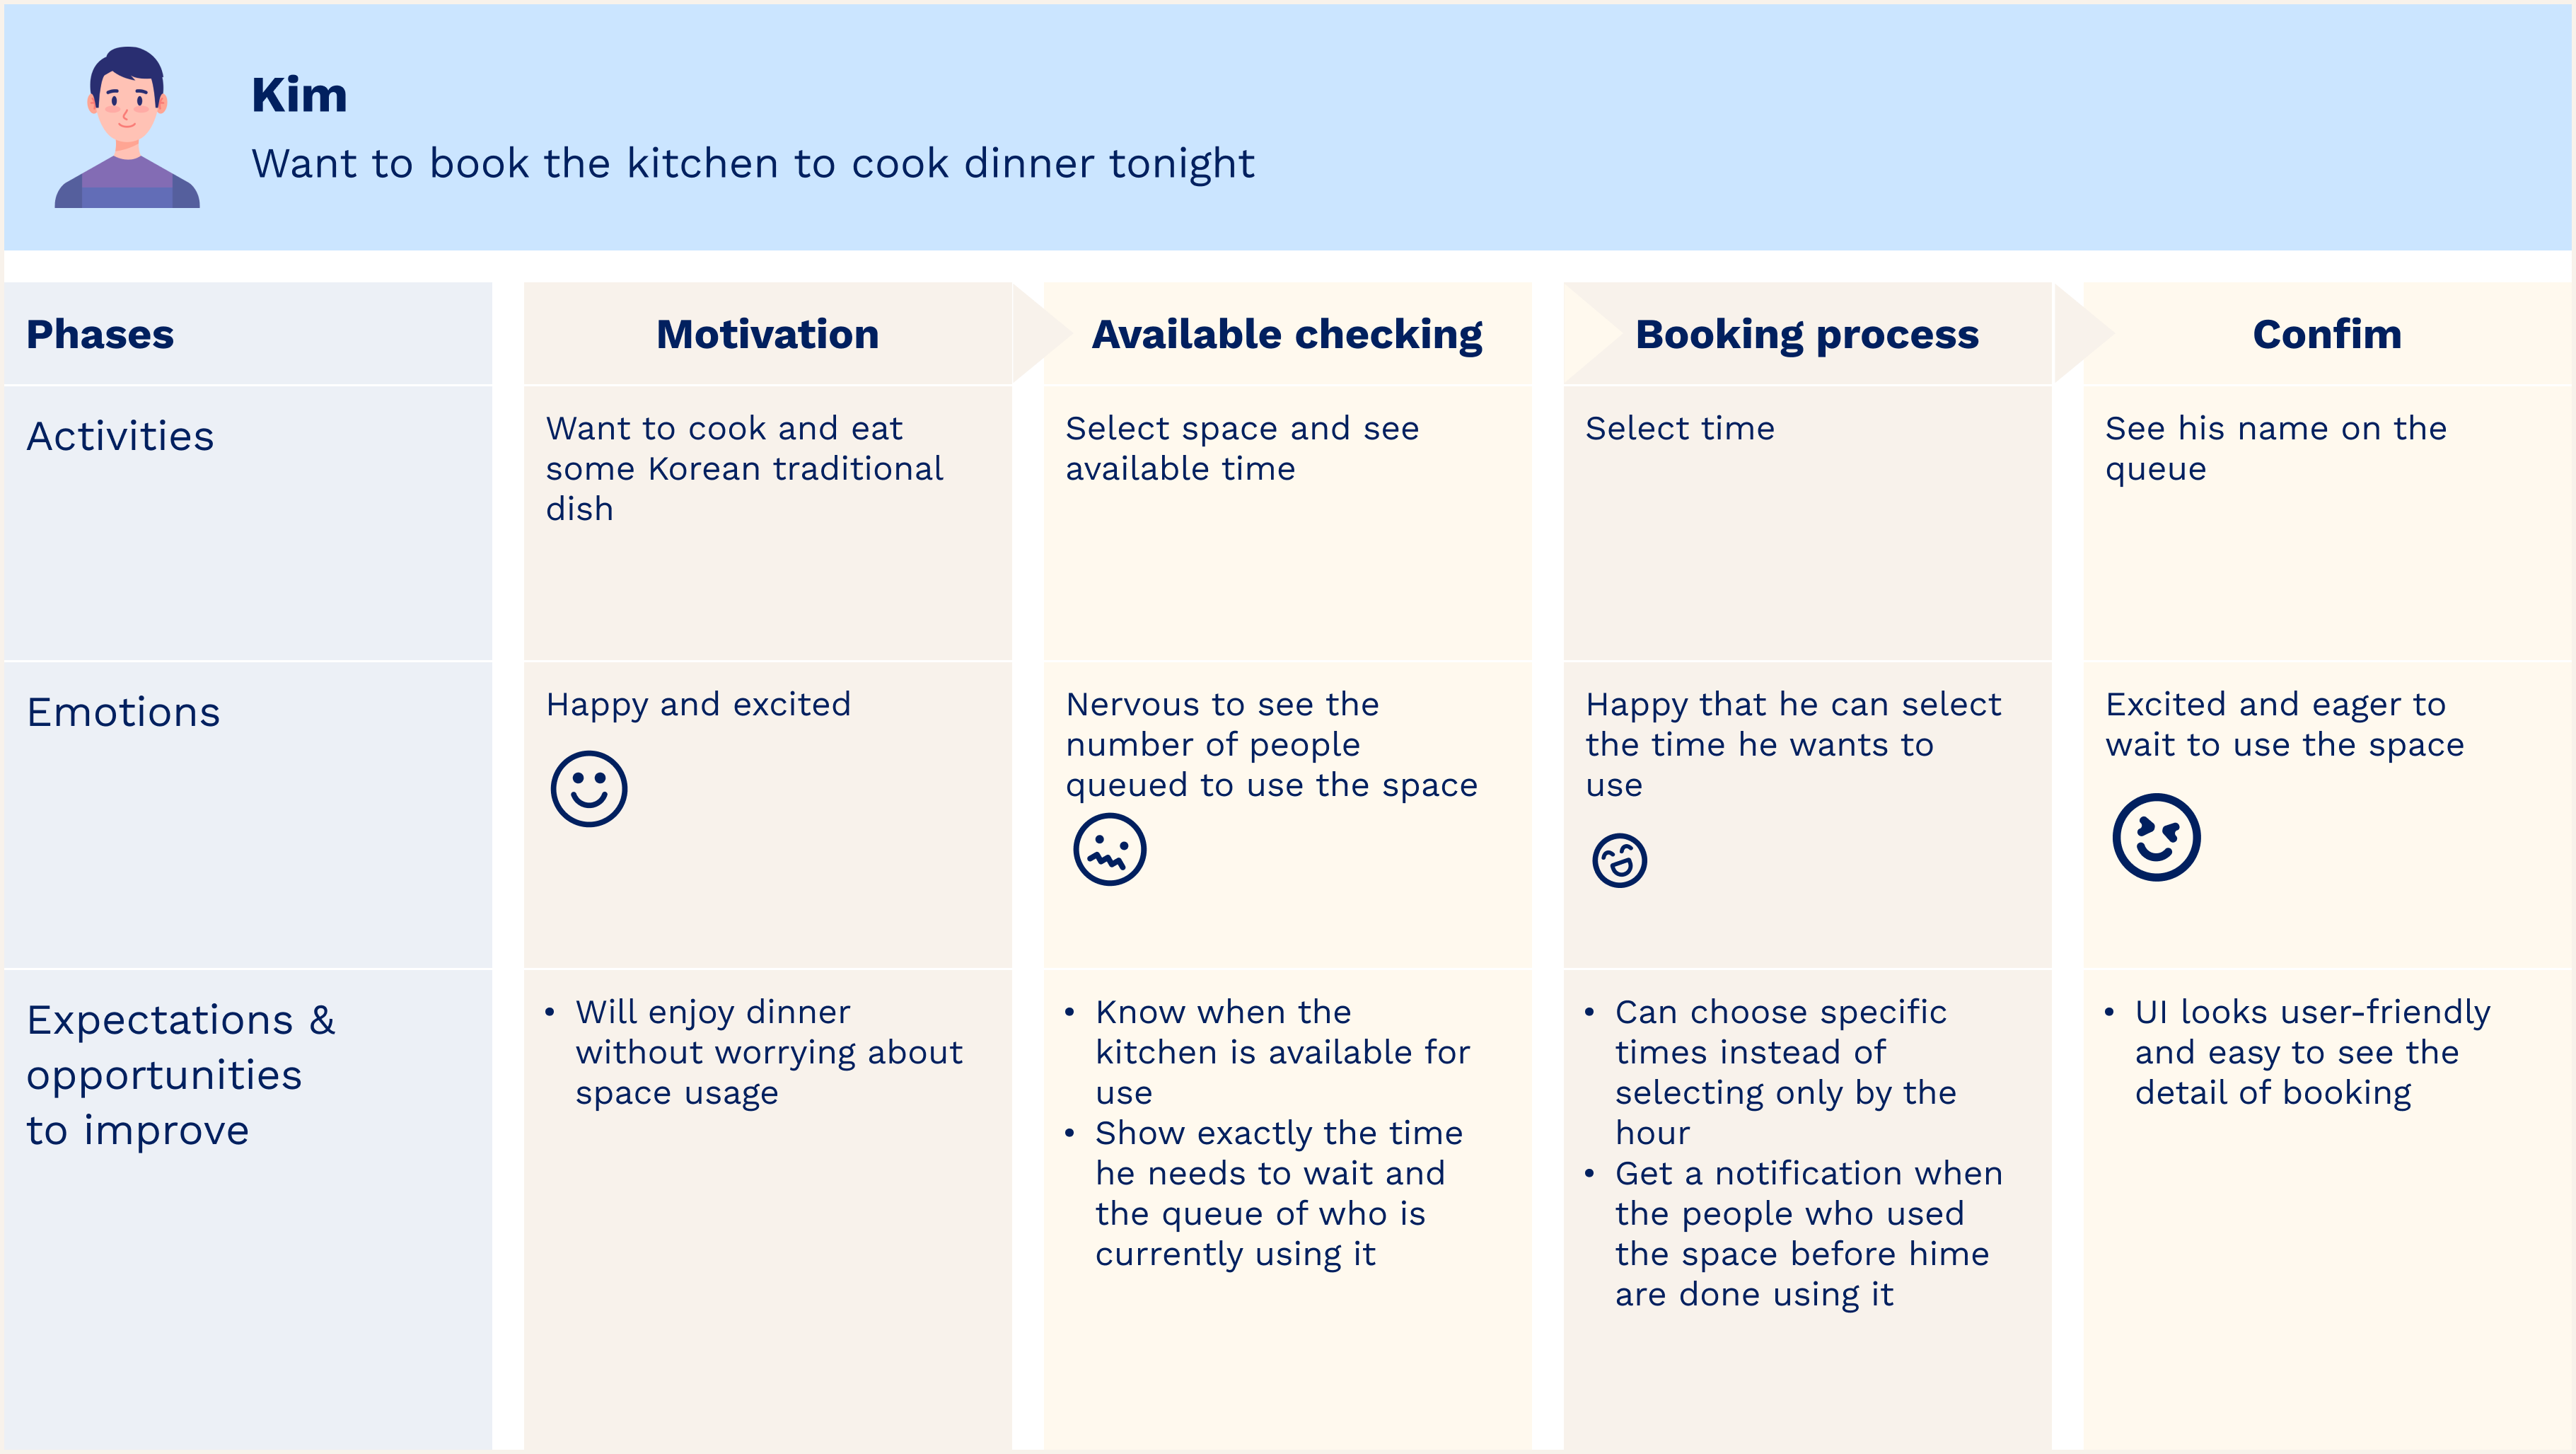 Kim
Want to book the kitchen to cook dinner tonight
Phases
Motivation
Available checking
Booking process
Confim
Activities
Want to cook and eat
some Korean traditional
dish
Select space and see
available time
Select time
See his name on the
queue
Emotions
Happy and excited
Nervous to see the
number of people
queued to use the space
Happy that he can select
the time he wants to
use
Excited and eager to
wait to use the space
Expectations &
opportunities
to improve
• Will enjoy dinner
without worrying about
space usage
• Know when the
kitchen is available for
use
• Show exactly the time
he needs to wait and
the queue of who is
currently using it
• Can choose specific
times instead of
selecting only by the
hour
• Get a notification when
the people who used
the space before hime
are done using it
• UI looks user-friendly
and easy to see the
detail of booking